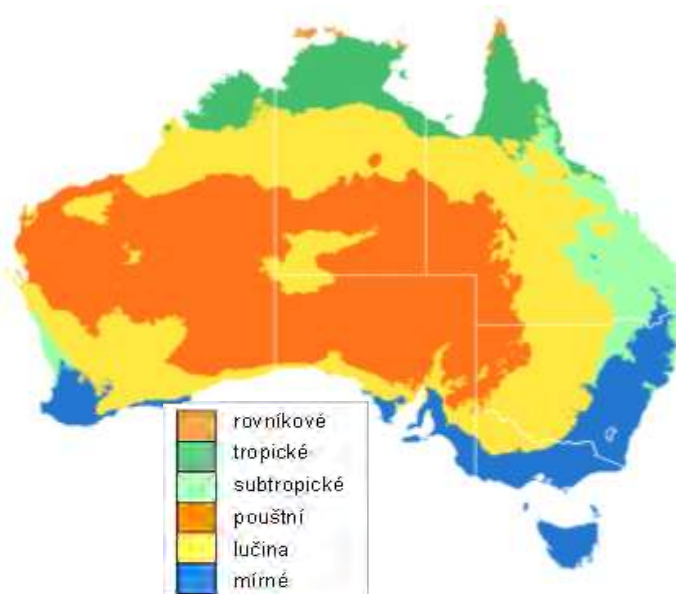 rovníkové
tropické
subtropické
pouštní
lučina
mírné